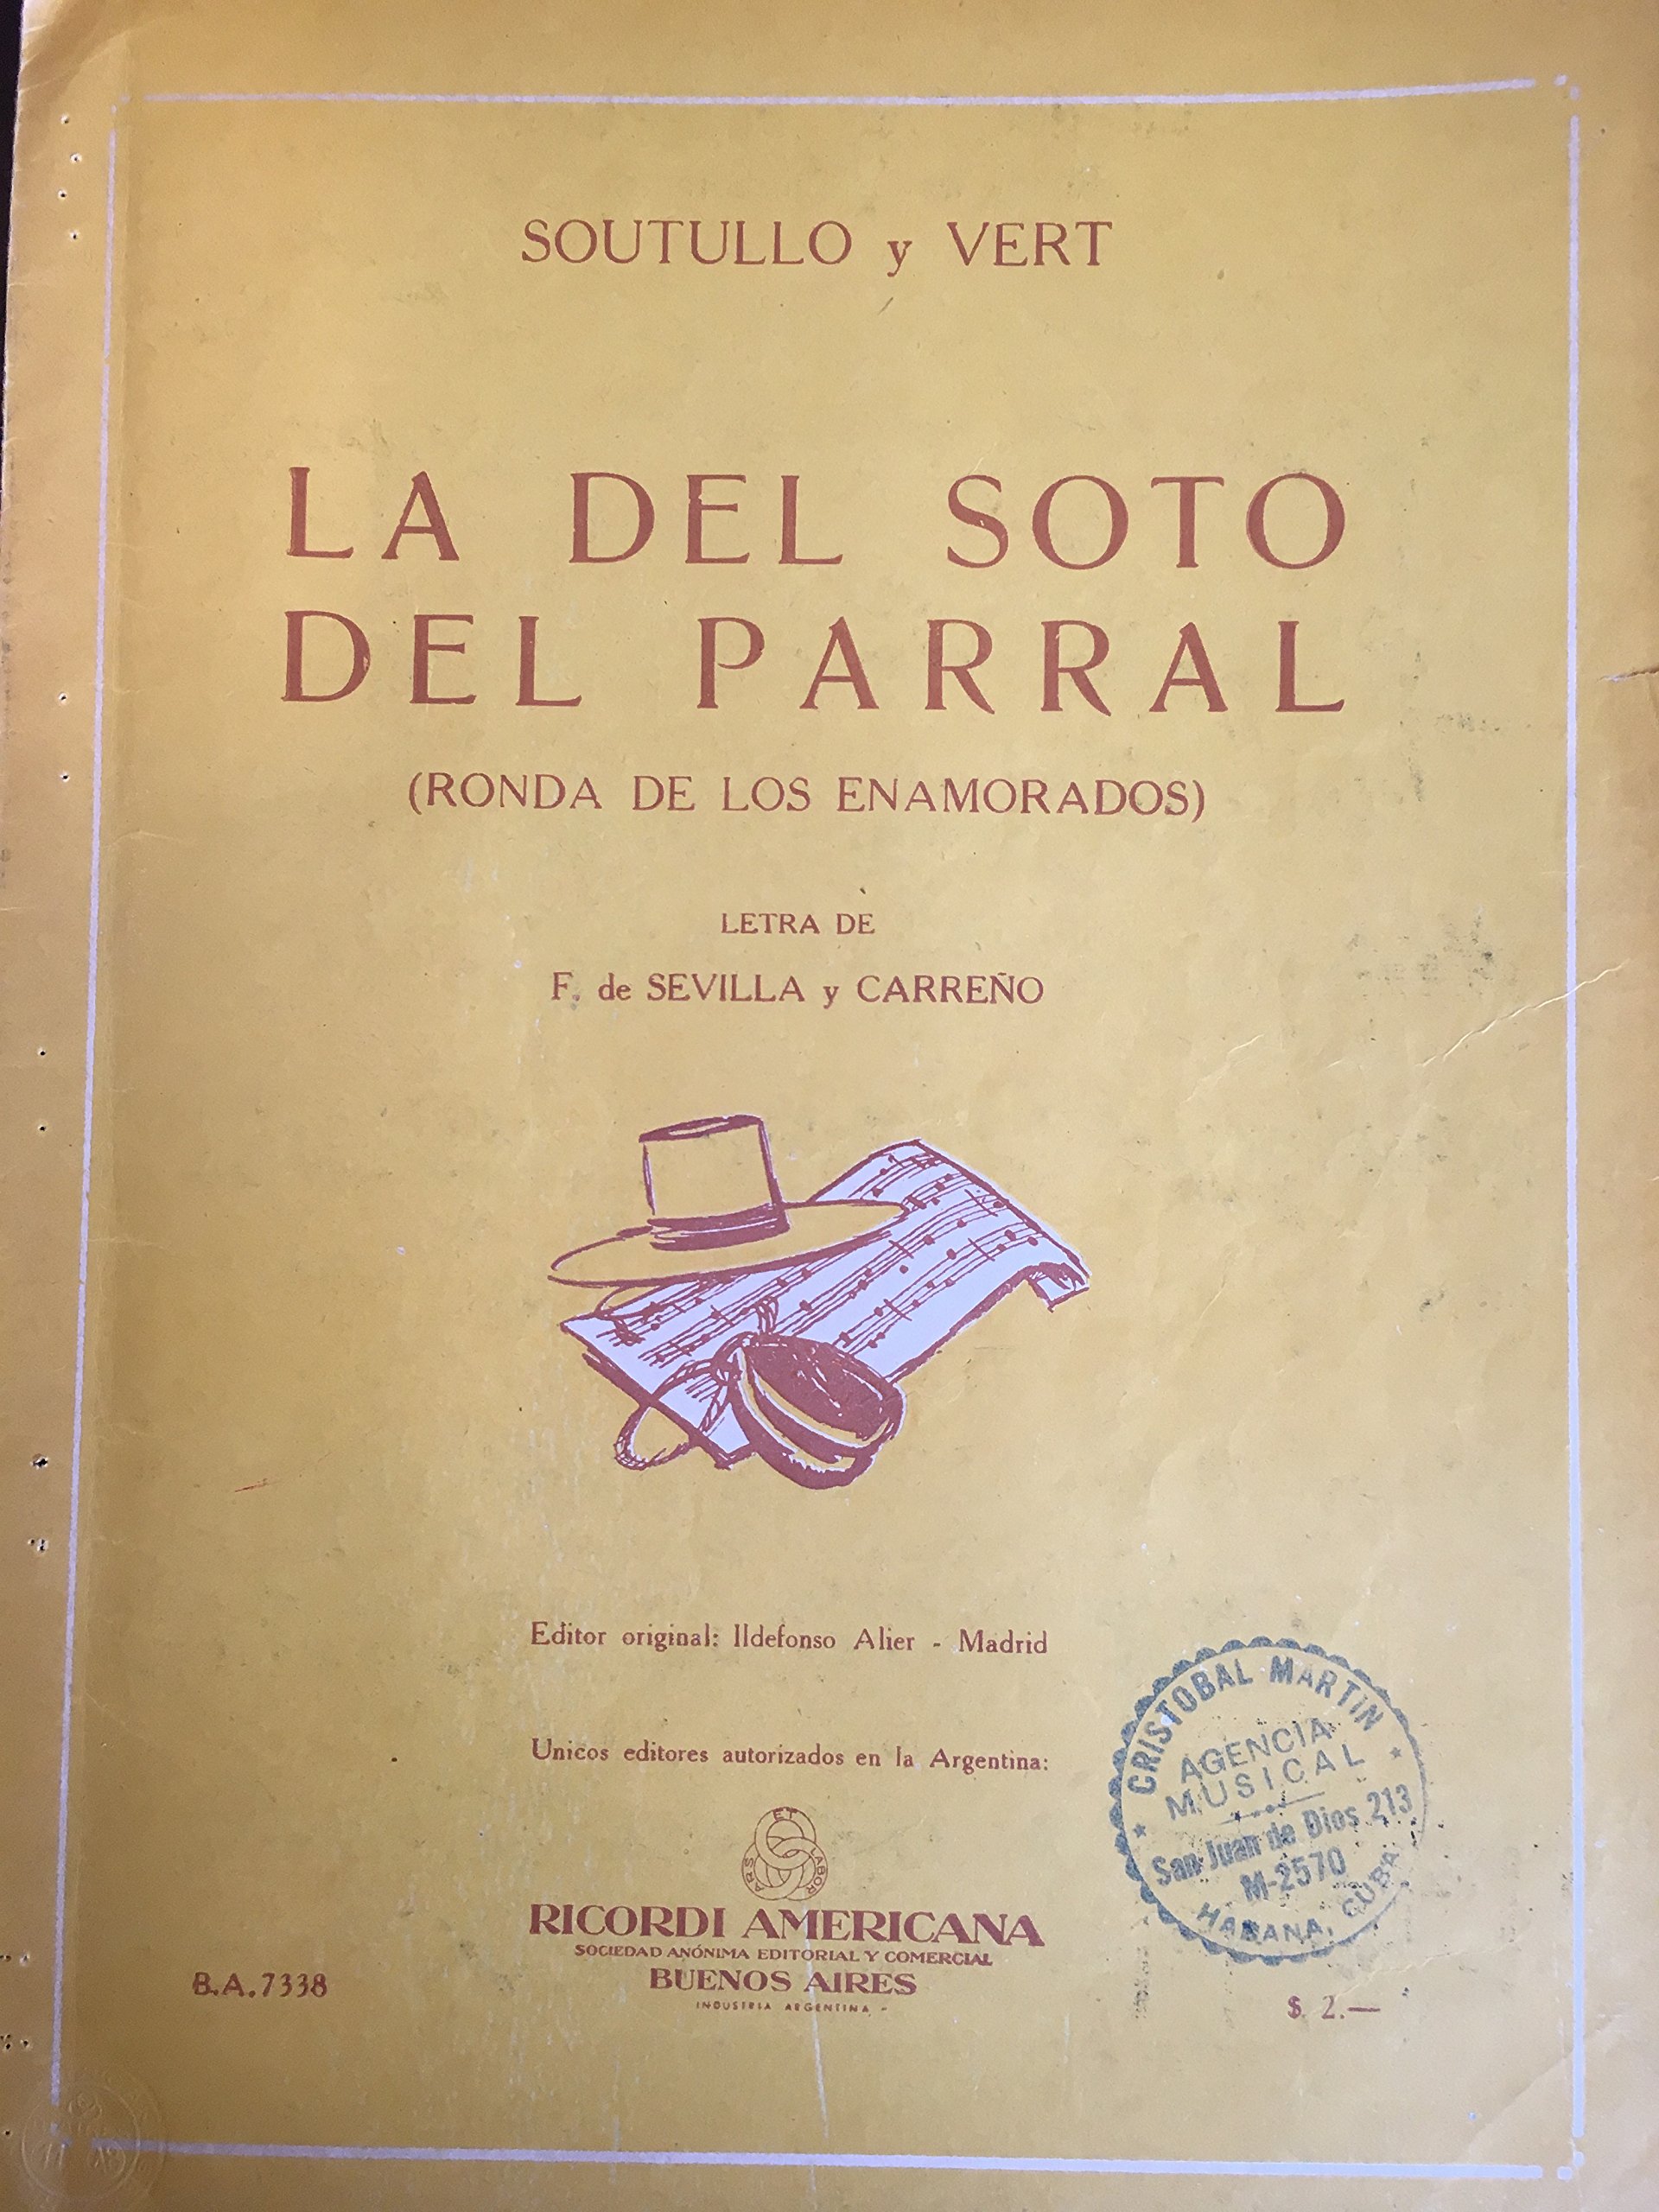 SOUTULLO y VERT
LA DEL SOTO
DEL PARRAL
(RONDA DE LOS ENAMORADOS)
LETRA DE
F. de SEVILLA y CARREÑO
Editor original: Ildefonso Alier - Madrid
Unicos editores autorizados en la Argentina:
ARS ET LABOR
RICORDI AMERICANA
SOCIEDAD ANÓNIMA EDITORIAL Y COMERCIAL
BUENOS AIRES
INDUSTRIA ARGENTINA -
B.A.7338
CRISTOBAL MARTIN
AGENCIA
MUSICAL
San Juan de Dios 213
M-2570
HABANA, CUBA
$ 2.—